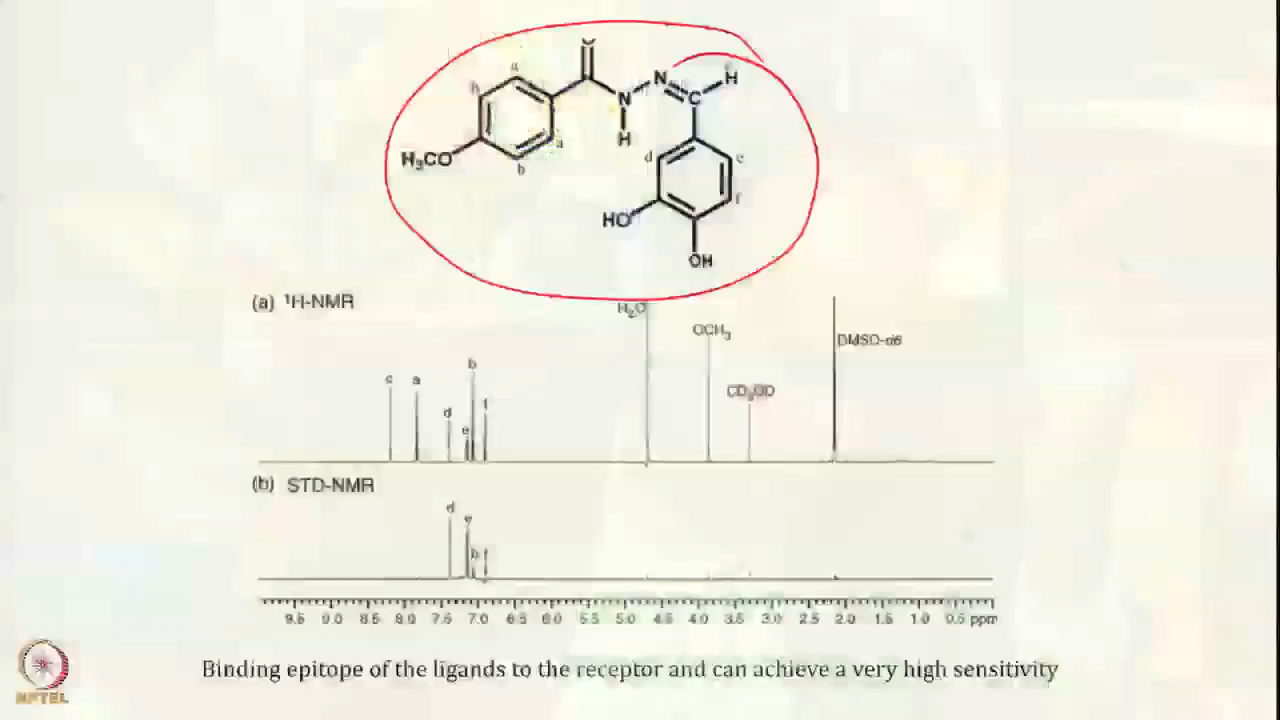 a
b
N
N
C
c
H
H
a
b
H₃CO
d
e
f
HO
OH
(a) ¹H-NMR
H₂O
OCH₃
DMSO-d6
CD₃OD
c
a
b
d
e
f
(b) STD-NMR
d
e
b
f
9.5 9.0 8.5 8.0 7.5 7.0 6.5 6.0 5.5 5.0 4.5 4.0 3.5 3.0 2.5 2.0 1.5 1.0 0.5 ppm
Binding epitope of the ligands to the receptor and can achieve a very high sensitivity
NPTEL